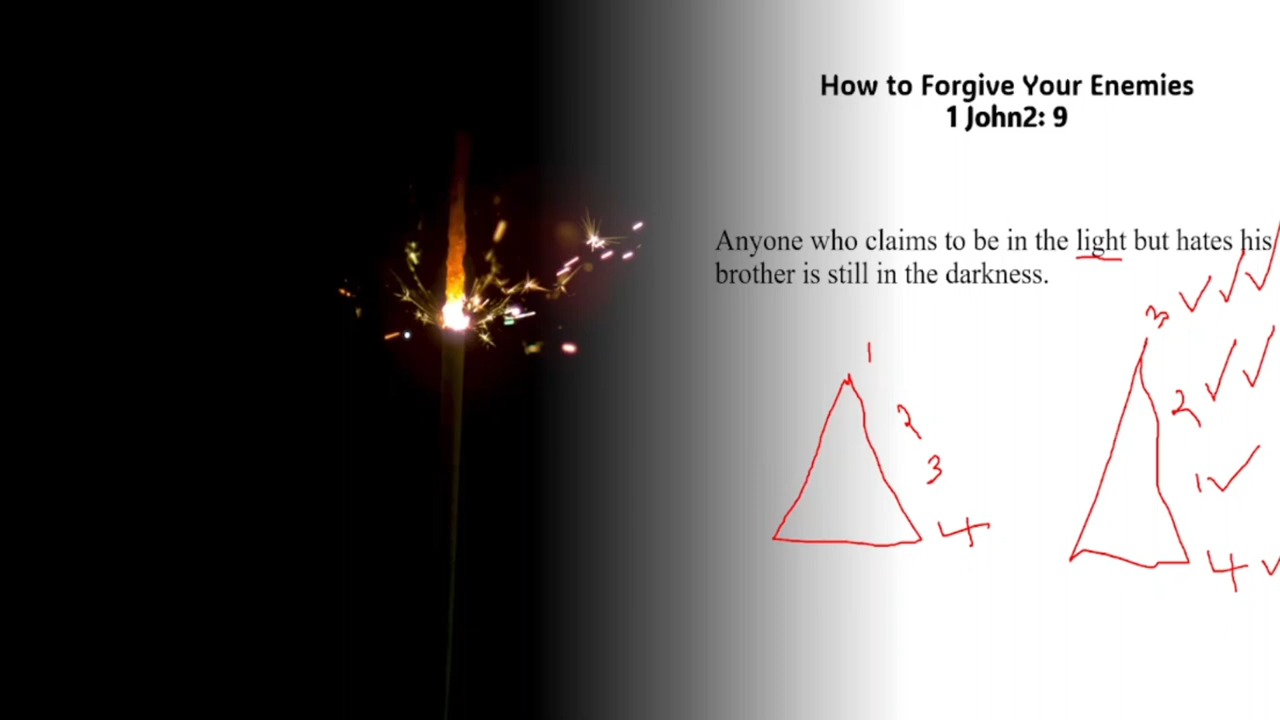 How to Forgive Your Enemies
1 John2: 9
Anyone who claims to be in the light but hates his
brother is still in the darkness.
1
2
3
4
3
2
1
4